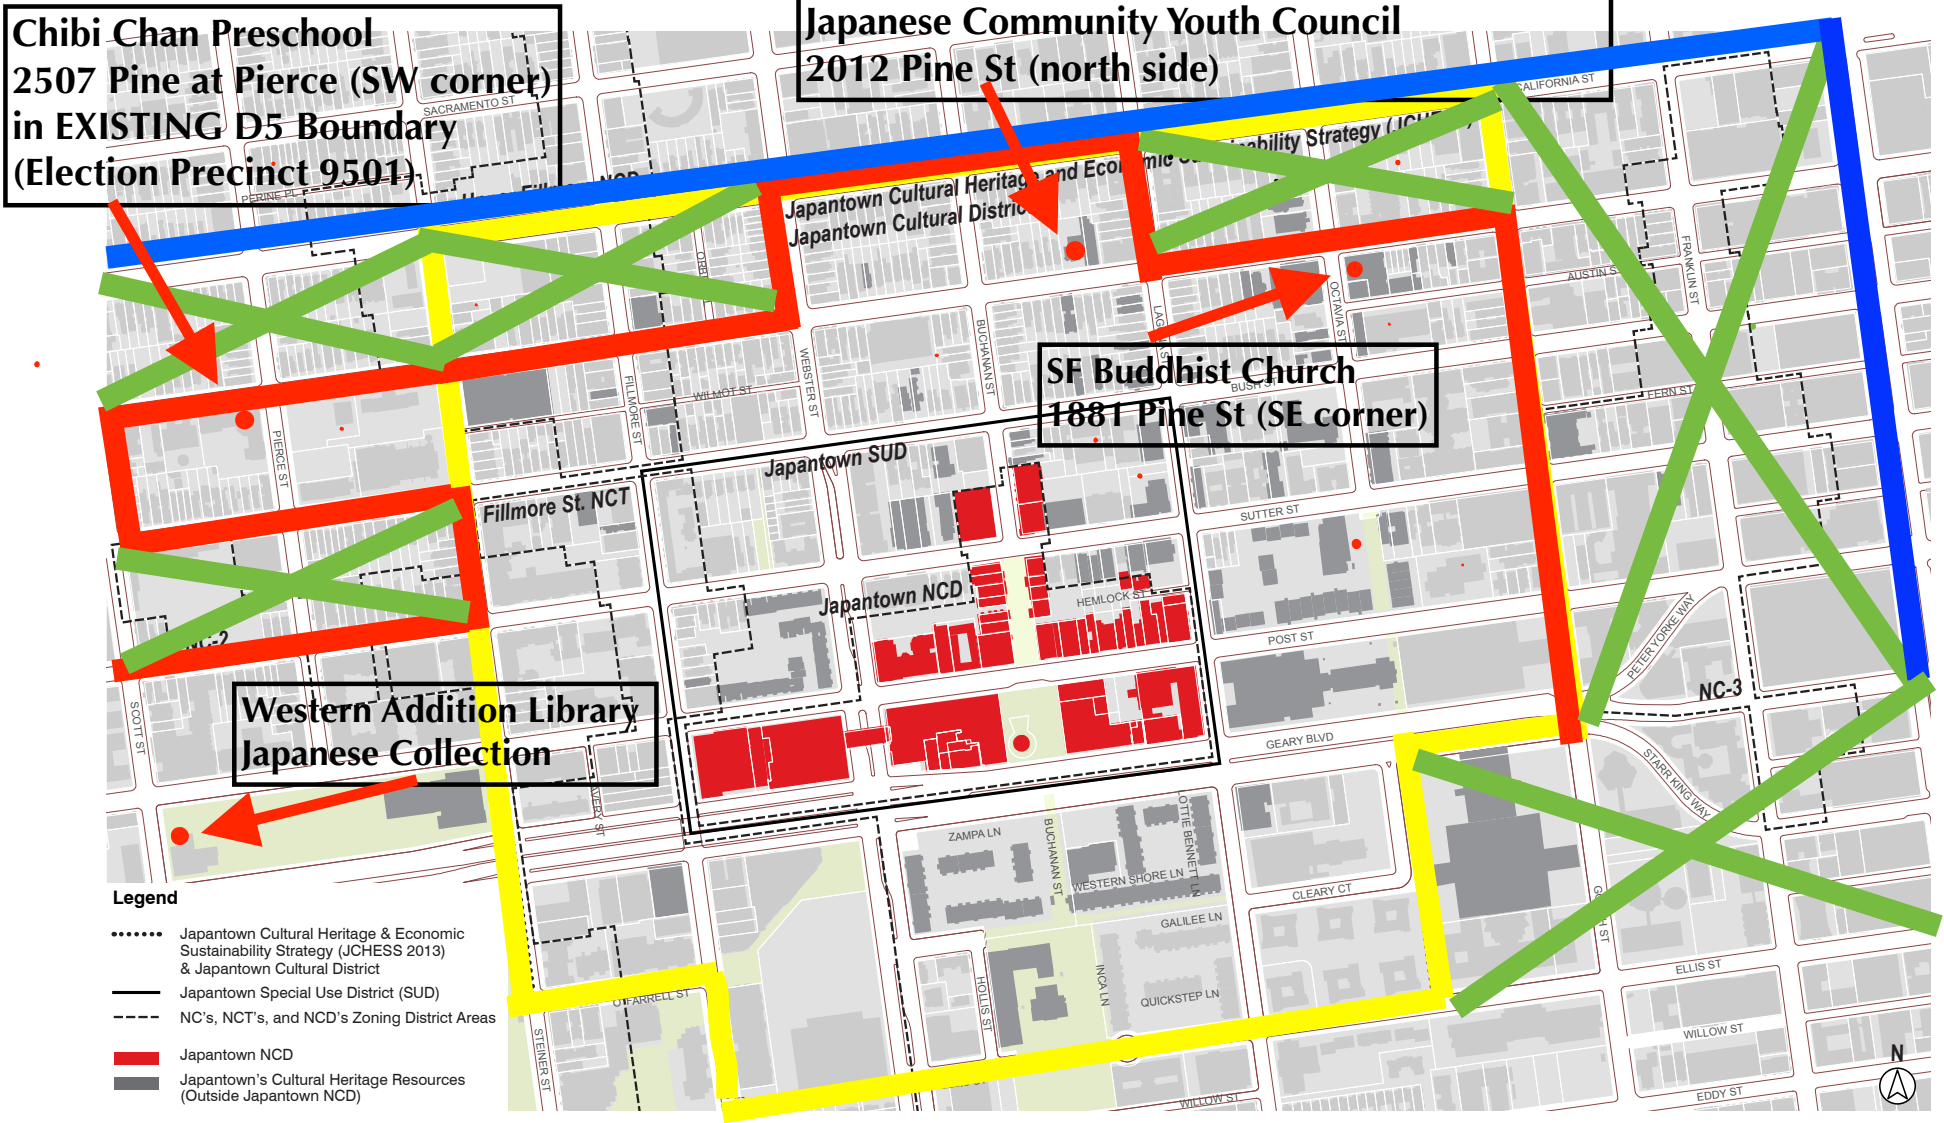 Chibi Chan Preschool
2507 Pine at Pierce (SW corner)
in EXISTING D5 Boundary
(Election Precinct 9501)
Japanese Community Youth Council
2012 Pine St (north side)
SACRAMENTO ST
CALIFORNIA ST
PERINE PL
Japantown Cultural Heritage and Economic Sustainability Strategy
Japantown Cultural District
AUSTIN S
FRANKLIN ST
OCTAVIA ST
SF Buddhist Church
1881 Pine St (SE corner)
BUSH ST
FERN ST
BUCHANAN ST
WEBSTER ST
FILLMORE ST
WILMOT ST
PIERCE ST
Japantown SUD
Fillmore St. NCT
SUTTER ST
Japantown NCD
HEMLOCK ST
POST ST
PETER YORKE WAY
NC-2
NC-3
SCOTT ST
Western Addition Library
Japanese Collection
GEARY BLVD
STARR KING WAY
AVERY ST
ZAMPA LN
BUCHANAN ST
LOTTIE BENNETT LN
WESTERN SHORE LN
CLEARY CT
GALILEE LN
INCA LN
QUICKSTEP LN
HOLLIS ST
O'FARRELL ST
STEINER ST
ELLIS ST
WILLOW ST
WILLOW ST
EDDY ST
N
Legend
Japantown Cultural Heritage & Economic
Sustainability Strategy (JCHESS 2013)
& Japantown Cultural District
Japantown Special Use District (SUD)
NC's, NCT's, and NCD's Zoning District Areas
Japantown NCD
Japantown's Cultural Heritage Resources
(Outside Japantown NCD)